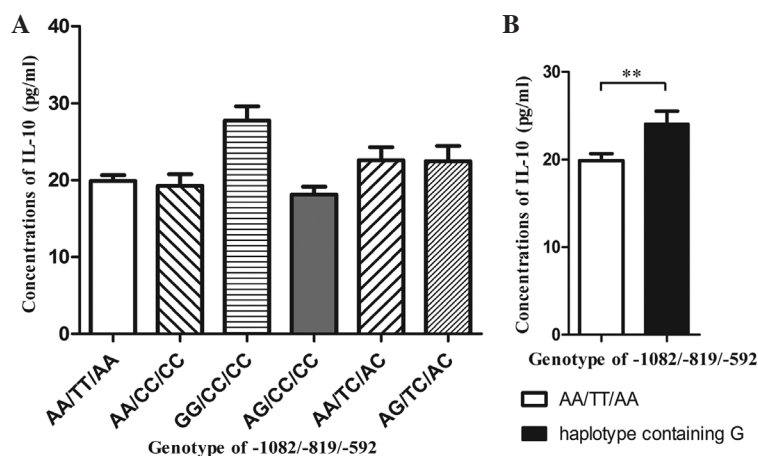 A
Concentrations of IL-10 (pg/ml)
40
30
20
10
0
AA/TT/AA
AA/CC/CC
GG/CC/CC
AG/CC/CC
AA/TC/AC
AG/TC/AC
Genotype of -1082/-819/-592
B
Concentrations of IL-10 (pg/ml)
30
20
10
0
**
Genotype of -1082/-819/-592
AA/TT/AA
haplotype containing G